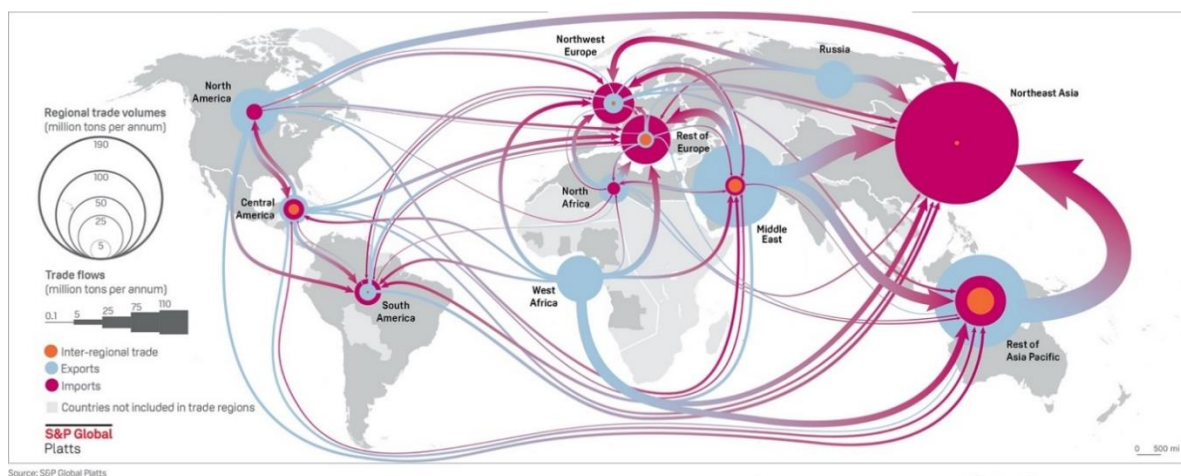 Northwest
Europe
Russia
North
America
Northeast Asia
Regional trade volumes
(million tons per annum)
190
100
50
25
5
Rest of
Europe
North
Africa
Central
America
Middle
East
Trade flows
(million tons per annum)
0.1 5 25 75 110
West
Africa
South
America
Rest of
Asia Pacific
Inter-regional trade
Exports
Imports
Countries not included in trade regions
S&P Global
Platts
0 500 mi
Source: S&P Global Platts